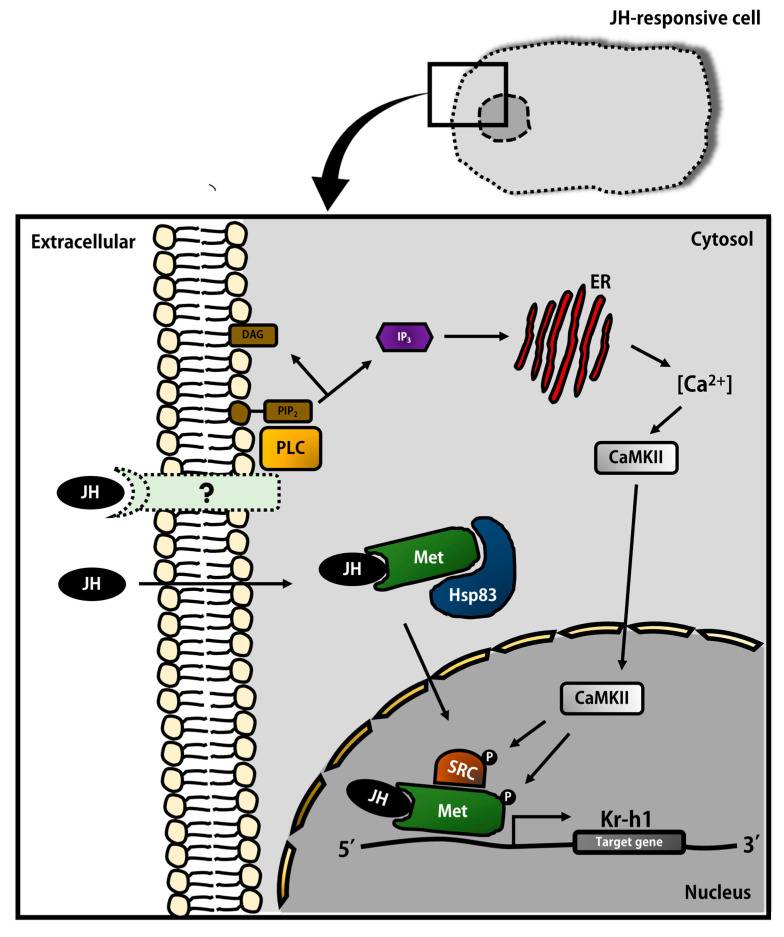 JH-responsive cell
Extracellular
Cytosol
ER
DAG
IP₃
[Ca²⁺]
PIP₂
PLC
CaMKII
JH
?
JH
JH
Met
Hsp83
CaMKII
SRC
P
P
JH
Met
Kr-h1
5′
Target gene
3′
Nucleus